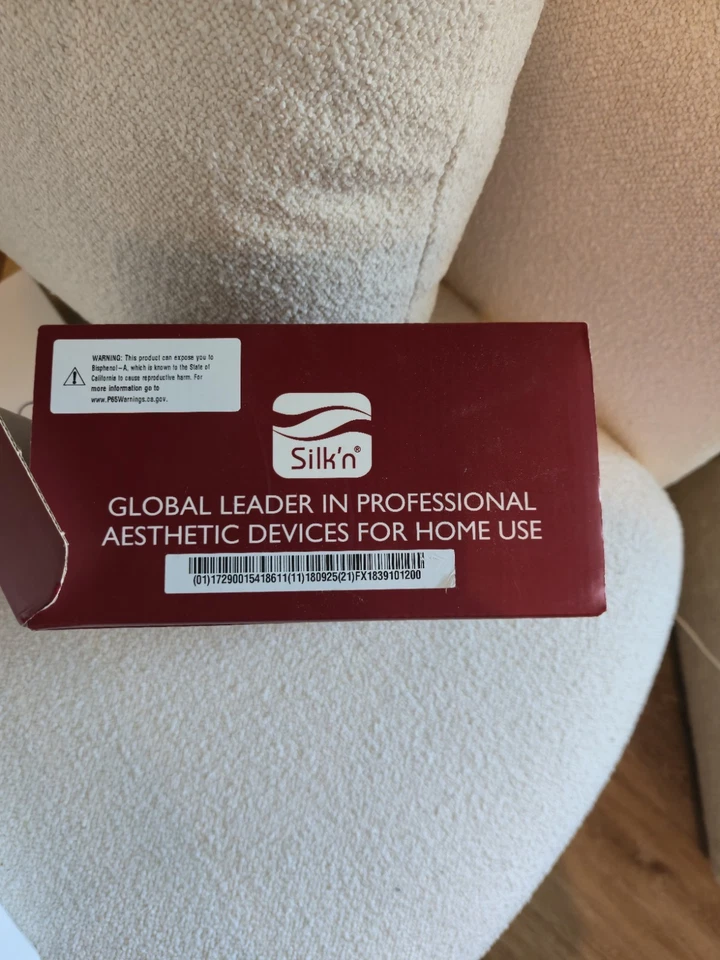 WARNING: This product can expose you to
Bisphenol-A, which is known to the State of
California to cause reproductive harm. For
more information go to
www.P65Warnings.ca.gov.
Silk'n®
GLOBAL LEADER IN PROFESSIONAL
AESTHETIC DEVICES FOR HOME USE
(01)17290015418611(11)180925(21)FX1839101200